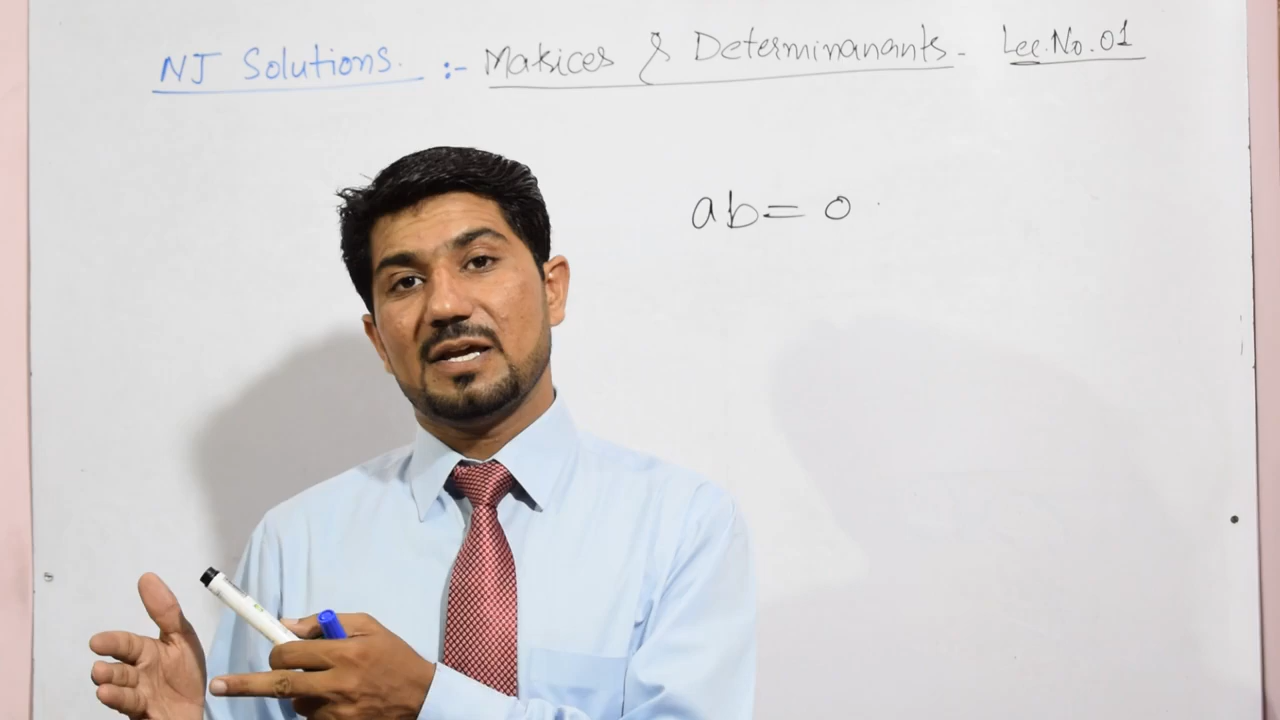 NJ Solutions. :- Matrices & Determinanants - Lec.No.01
ab = 0